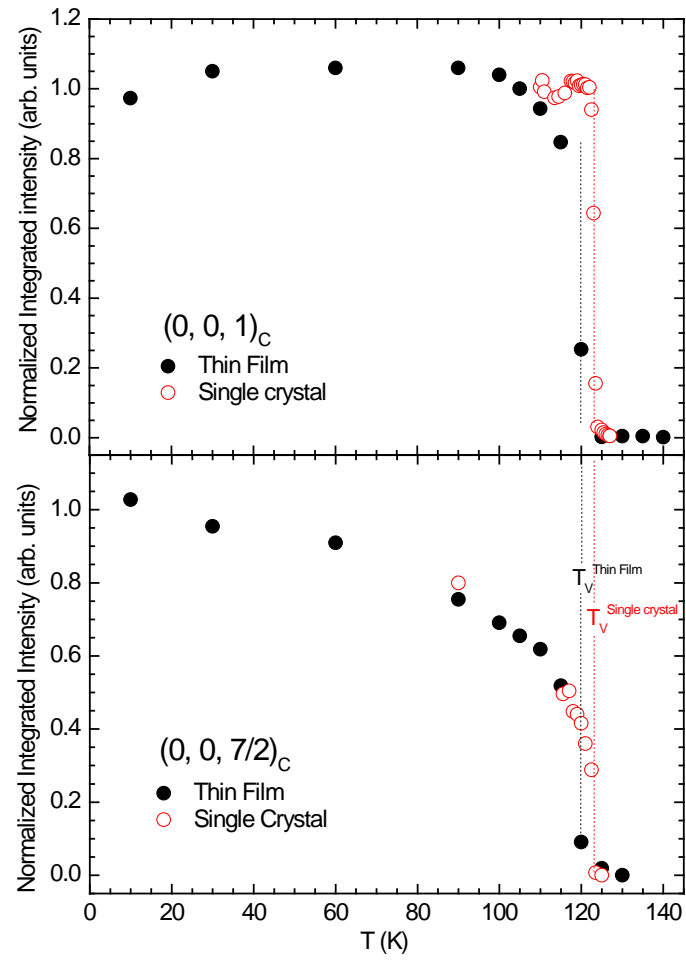 Normalized Integrated intensity (arb. units)
1.2
1.0
0.8
0.6
0.4
0.2
0.0
(0, 0, 1)C
Thin Film
Single crystal
Normalized Integrated Intensity (arb. units)
1.0
0.8
0.6
0.4
0.2
0.0
TV Thin Film
TV Single crystal
(0, 0, 7/2)C
Thin Film
Single Crystal
0 20 40 60 80 100 120 140
T (K)